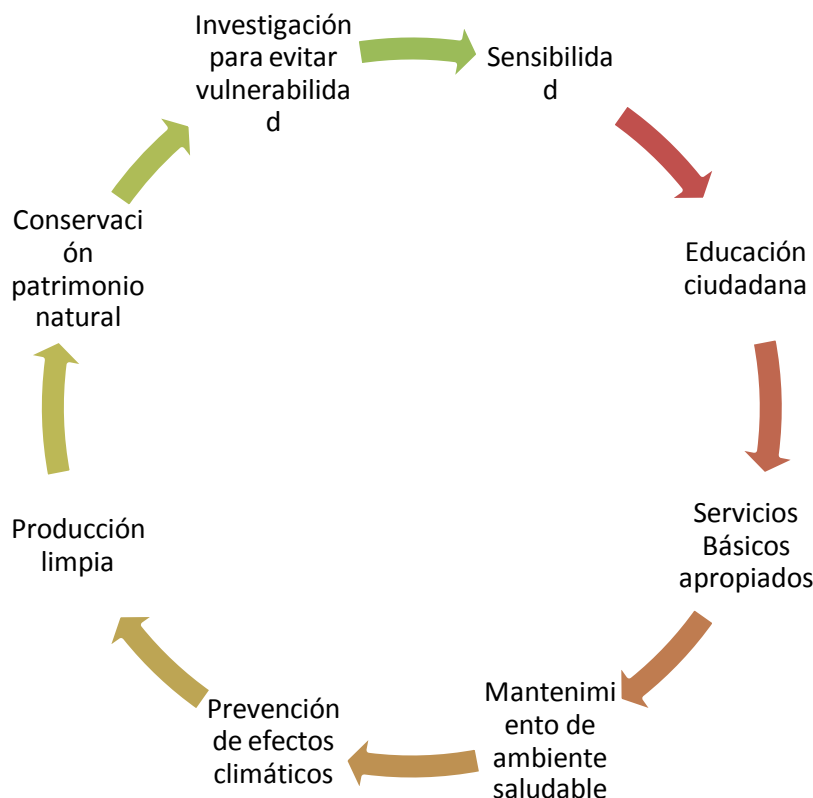 Investigación
para evitar
vulnerabilida
d
Sensibilida
d
Educación
ciudadana
Servicios
Básicos
apropiados
Mantenimi
ento de
ambiente
saludable
Prevención
de efectos
climáticos
Producción
limpia
Conservaci
ón
patrimonio
natural